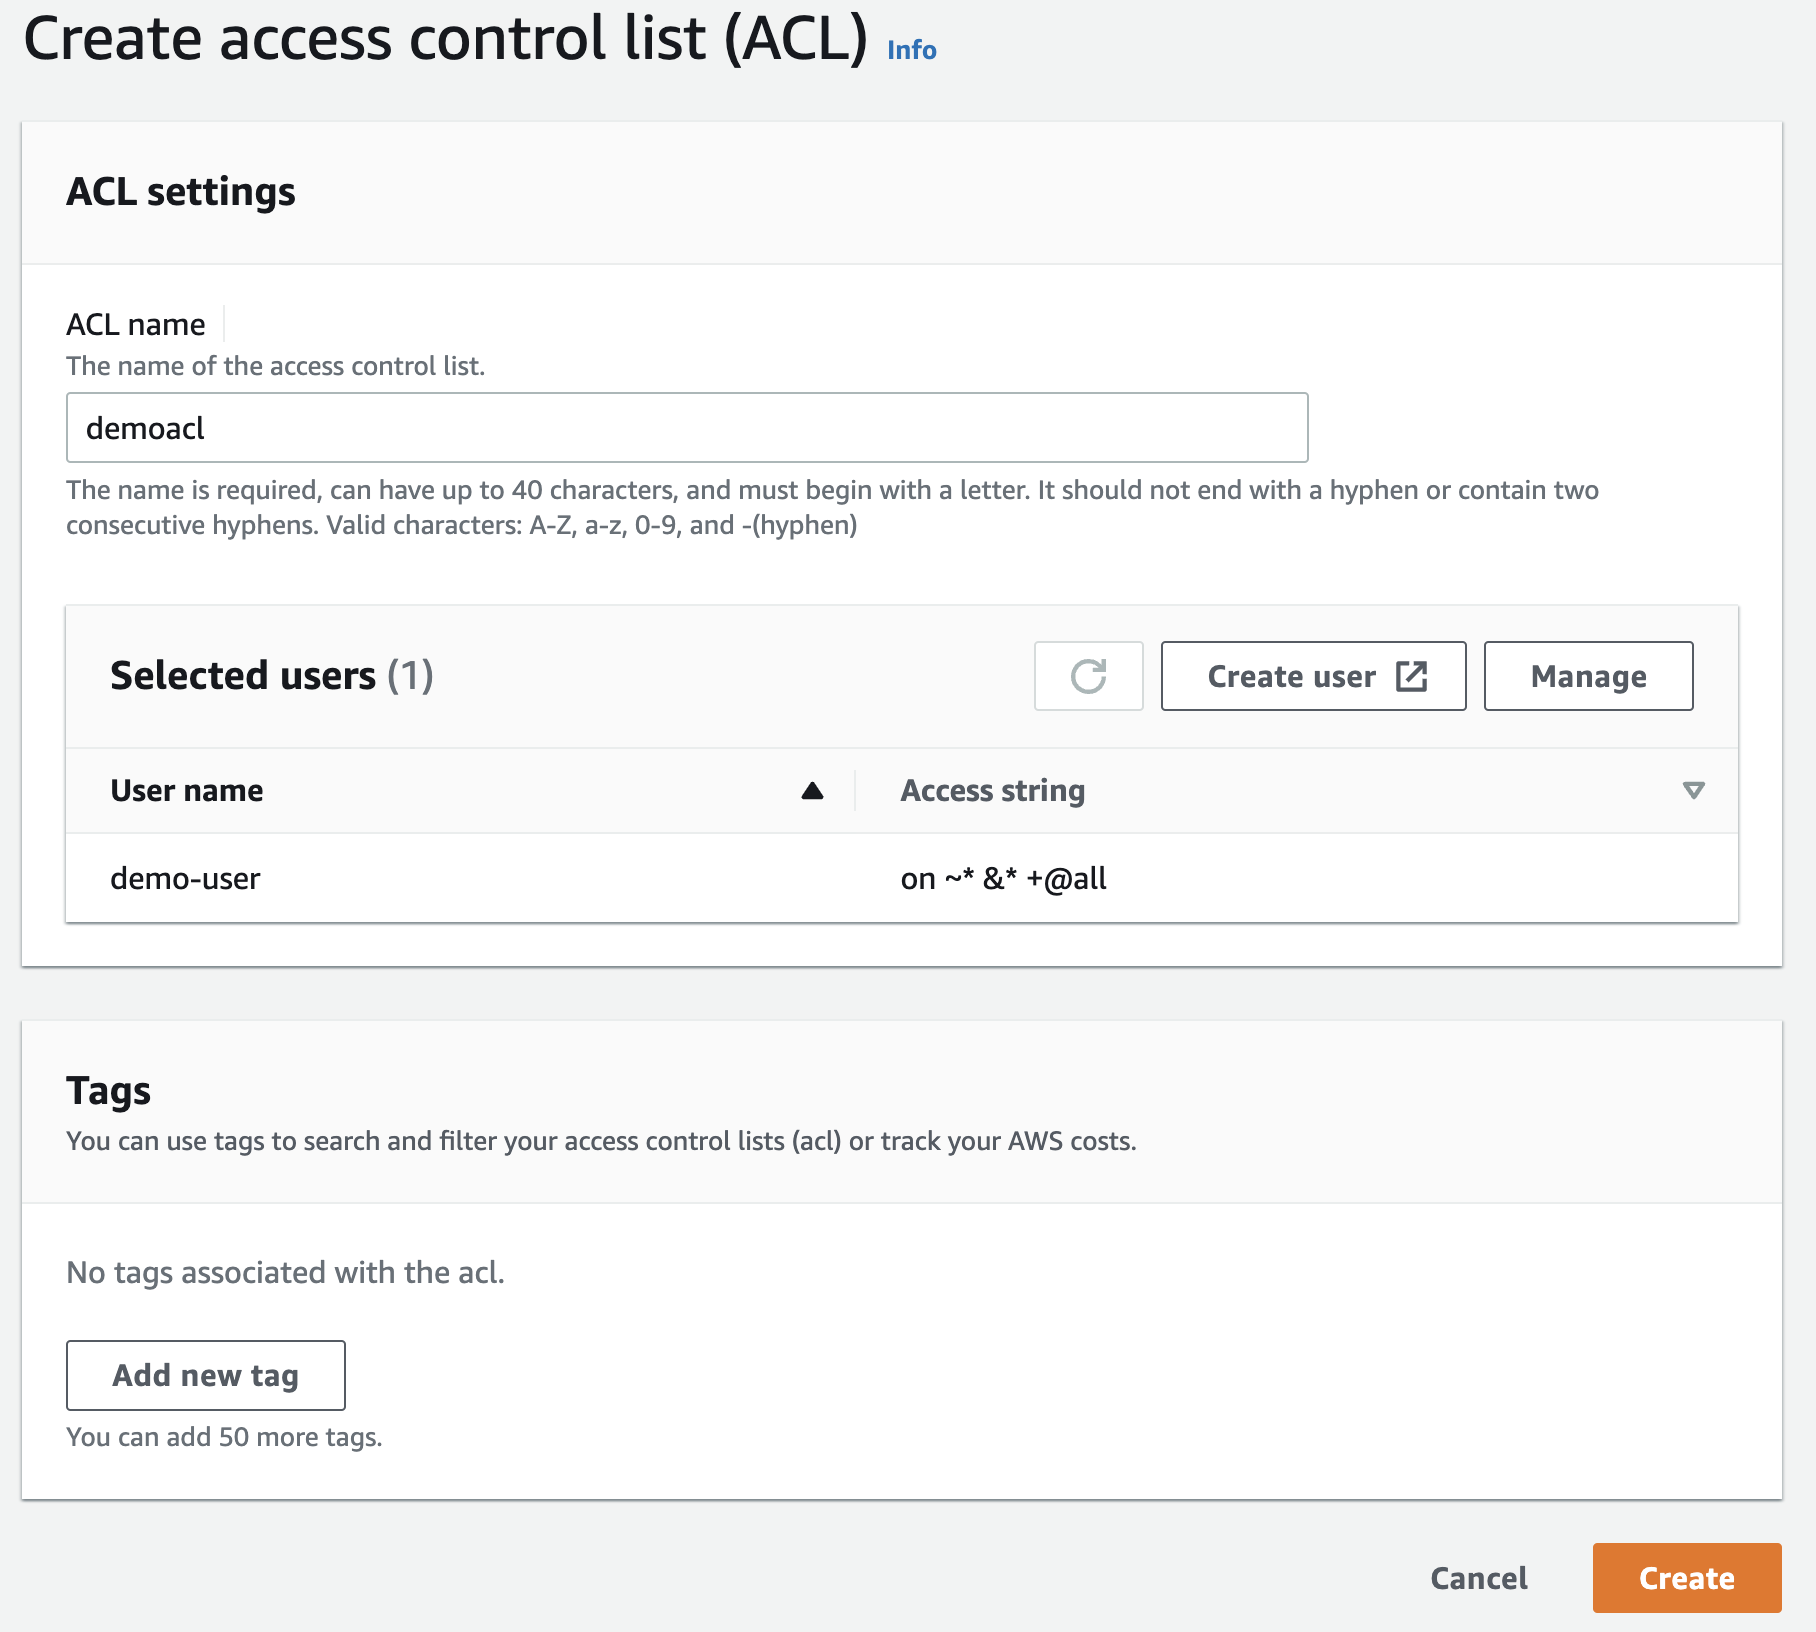 Create access control list (ACL) Info
ACL settings
ACL name
The name of the access control list.
demoacl
The name is required, can have up to 40 characters, and must begin with a letter. It should not end with a hyphen or contain two
consecutive hyphens. Valid characters: A-Z, a-z, 0-9, and -(hyphen)
Selected users (1)
Create user
Manage
User name
Access string
demo-user
on ~* &* +@all
Tags
You can use tags to search and filter your access control lists (acl) or track your AWS costs.
No tags associated with the acl.
Add new tag
You can add 50 more tags.
Cancel
Create